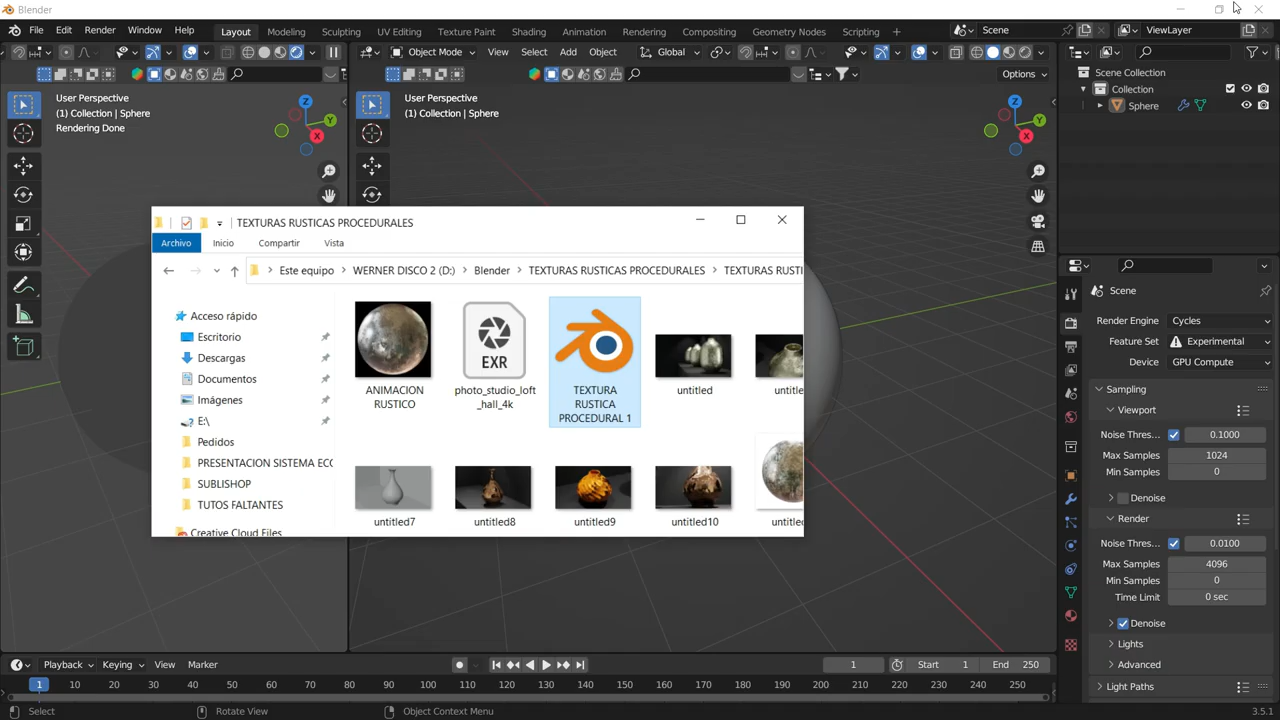 Blender
File Edit Render Window Help Layout Modeling Sculpting UV Editing Texture Paint Shading Animation Rendering Compositing Geometry Nodes Scripting + Scene ViewLayer
Object Mode View Select Add Object Global
Options
User Perspective
(1) Collection | Sphere
Rendering Done
Z
Y
X
User Perspective
(1) Collection | Sphere
Z
Y
X
Scene Collection
Collection
Sphere
TEXTURAS RUSTICAS PROCEDURALES
Archivo Inicio Compartir Vista
Este equipo > WERNER DISCO 2 (D:) > Blender > TEXTURAS RUSTICAS PROCEDURALES > TEXTURAS RUSTI
Acceso rápido
Escritorio
Descargas
Documentos
Imágenes
E:\
Pedidos
PRESENTACION SISTEMA ECO
SUBLISHOP
TUTOS FALTANTES
Creative Cloud Files
ANIMACION
RUSTICO
EXR
photo_studio_loft
_hall_4k
TEXTURA
RUSTICA
PROCEDURAL 1
untitled
untitle
untitled7
untitled8
untitled9
untitled10
untitled
Scene
Render Engine Cycles
Feature Set Experimental
Device GPU Compute
Sampling
Viewport
Noise Thres... 0.1000
Max Samples 1024
Min Samples 0
Denoise
Render
Noise Thres... 0.0100
Max Samples 4096
Min Samples 0
Time Limit 0 sec
Denoise
Lights
Advanced
Light Paths
Playback Keying View Marker 1 Start 1 End 250
1 10 20 30 40 50 60 70 80 90 100 110 120 130 140 150 160 170 180 190 200 210 220 230 240 250
Select Rotate View Object Context Menu 3.5.1